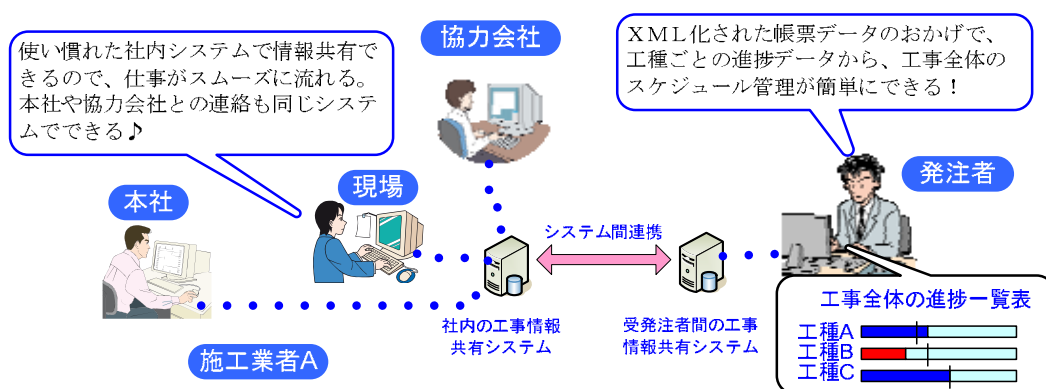 協力会社
使い慣れた社内システムで情報共有で
きるので、仕事がスムーズに流れる。
本社や協力会社との連絡も同じシステ
ムでできる♪
XML化された帳票データのおかげで、
工種ごとの進捗データから、工事全体の
スケジュール管理が簡単にできる!
本社
現場
発注者
システム間連携
社内の工事情報
共有システム
受発注者間の工事
情報共有システム
施工業者A
工事全体の進捗一覧表
工種A
工種B
工種C